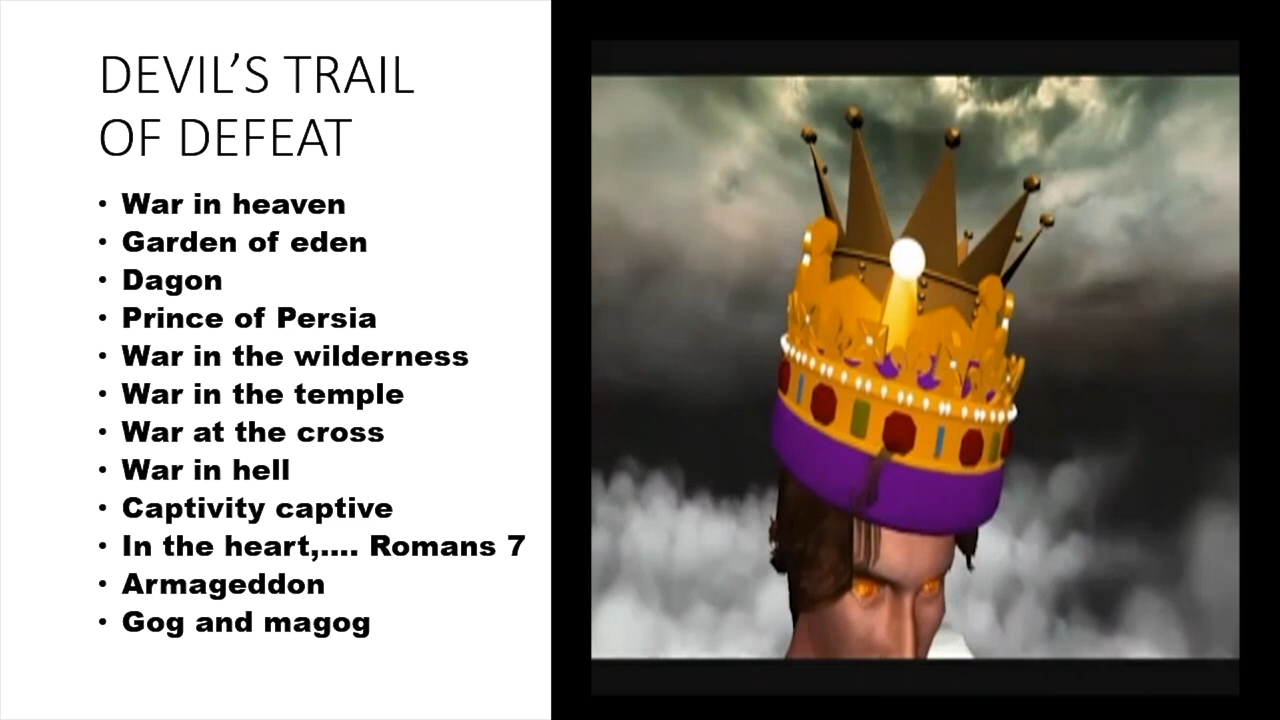 DEVIL’S TRAIL
OF DEFEAT
• War in heaven
• Garden of eden
• Dagon
• Prince of Persia
• War in the wilderness
• War in the temple
• War at the cross
• War in hell
• Captivity captive
• In the heart,.... Romans 7
• Armageddon
• Gog and magog